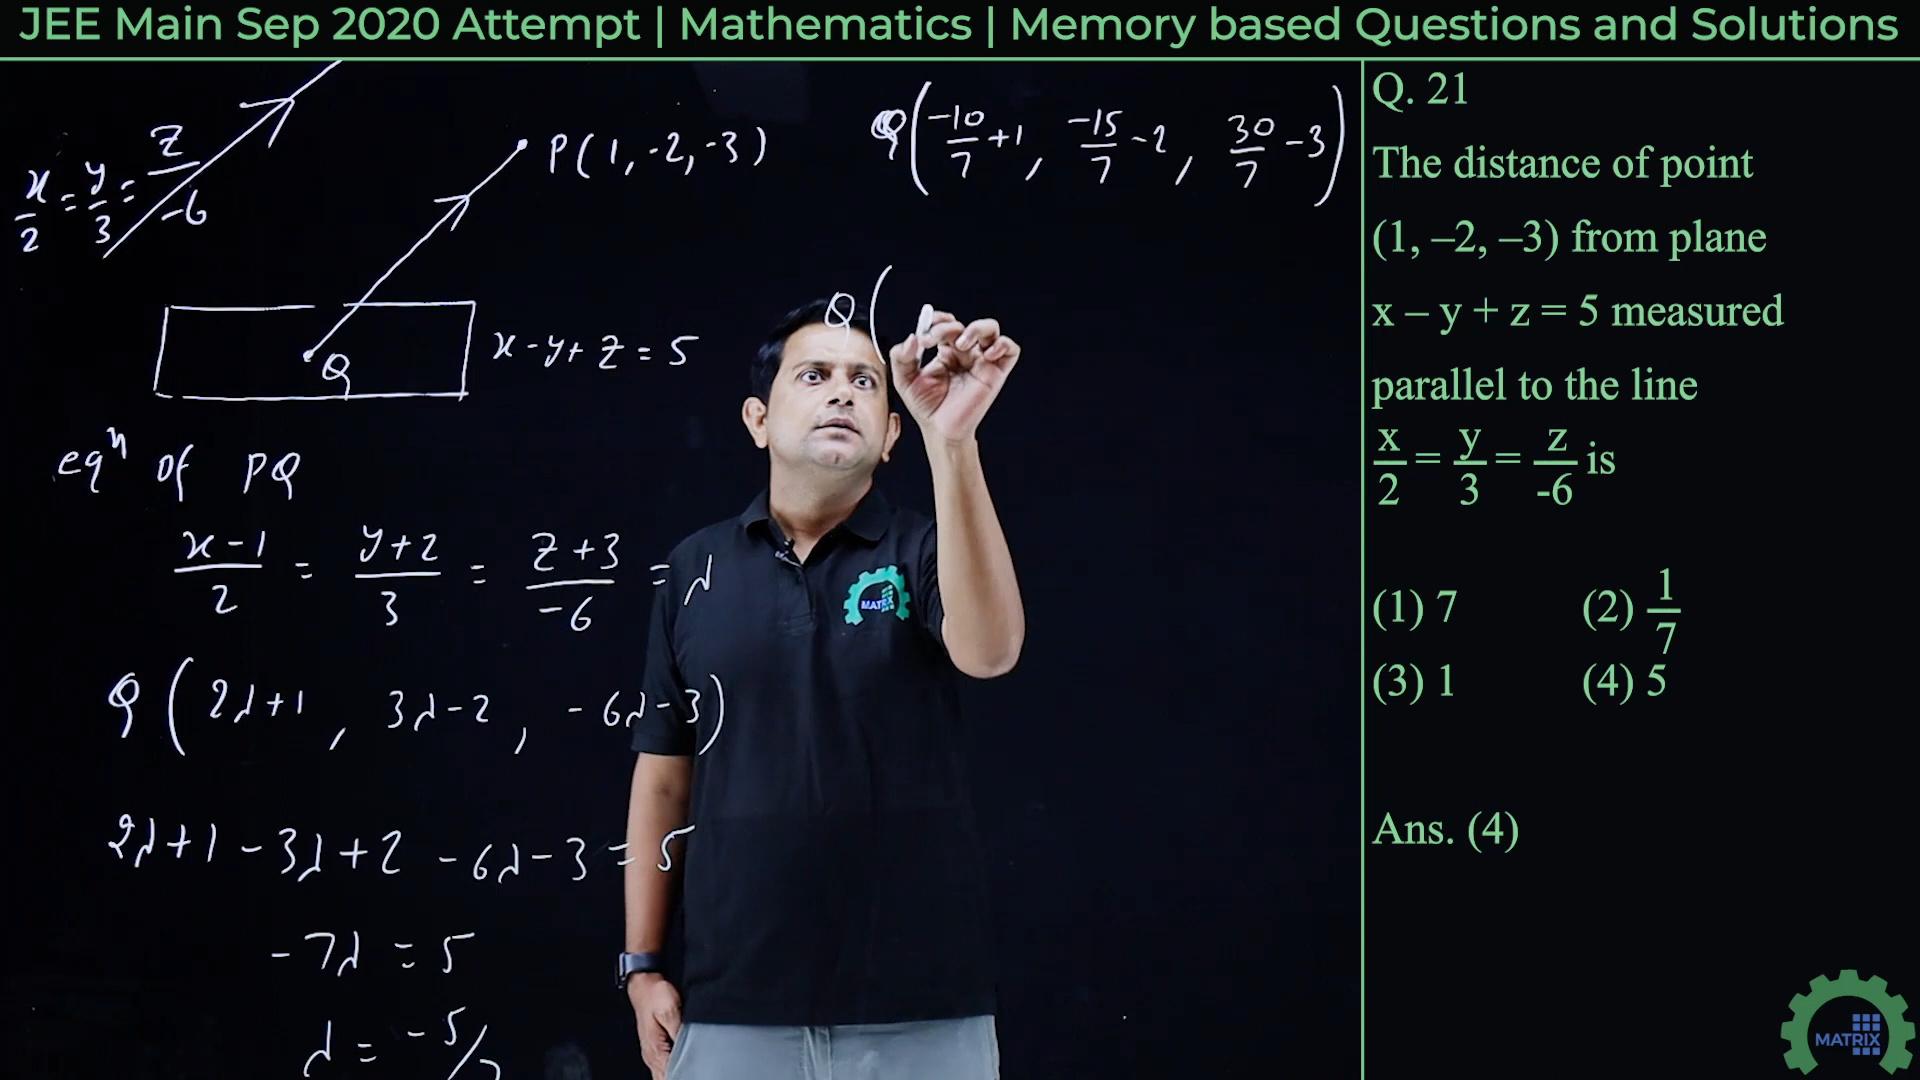 JEE Main Sep 2020 Attempt | Mathematics | Memory based Questions and Solutions
x/2 = y/3 = z/-6
P(1, -2, -3)
Q(-10/7 + 1, -15/7 - 2, 30/7 - 3)
Q(
Q
x - y + z = 5
eqⁿ of PQ
x-1/2 = y+2/3 = z+3/-6 = λ
Q(2λ+1, 3λ-2, -6λ-3)
2λ+1 - 3λ+2 - 6λ-3 = 5
-7λ = 5
λ = -5/7
MATRIX
Q. 21
The distance of point
(1, –2, –3) from plane
x – y + z = 5 measured
parallel to the line
x/2 = y/3 = z/-6 is
(1) 7 (2) 1/7
(3) 1 (4) 5
Ans. (4)
MATRIX